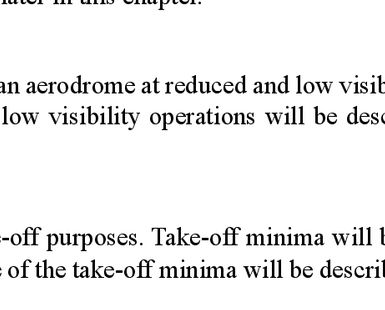 later in this chapter.
an aerodrome at reduced and low visib
low visibility operations will be desc
-off purposes. Take-off minima will b
of the take-off minima will be describ